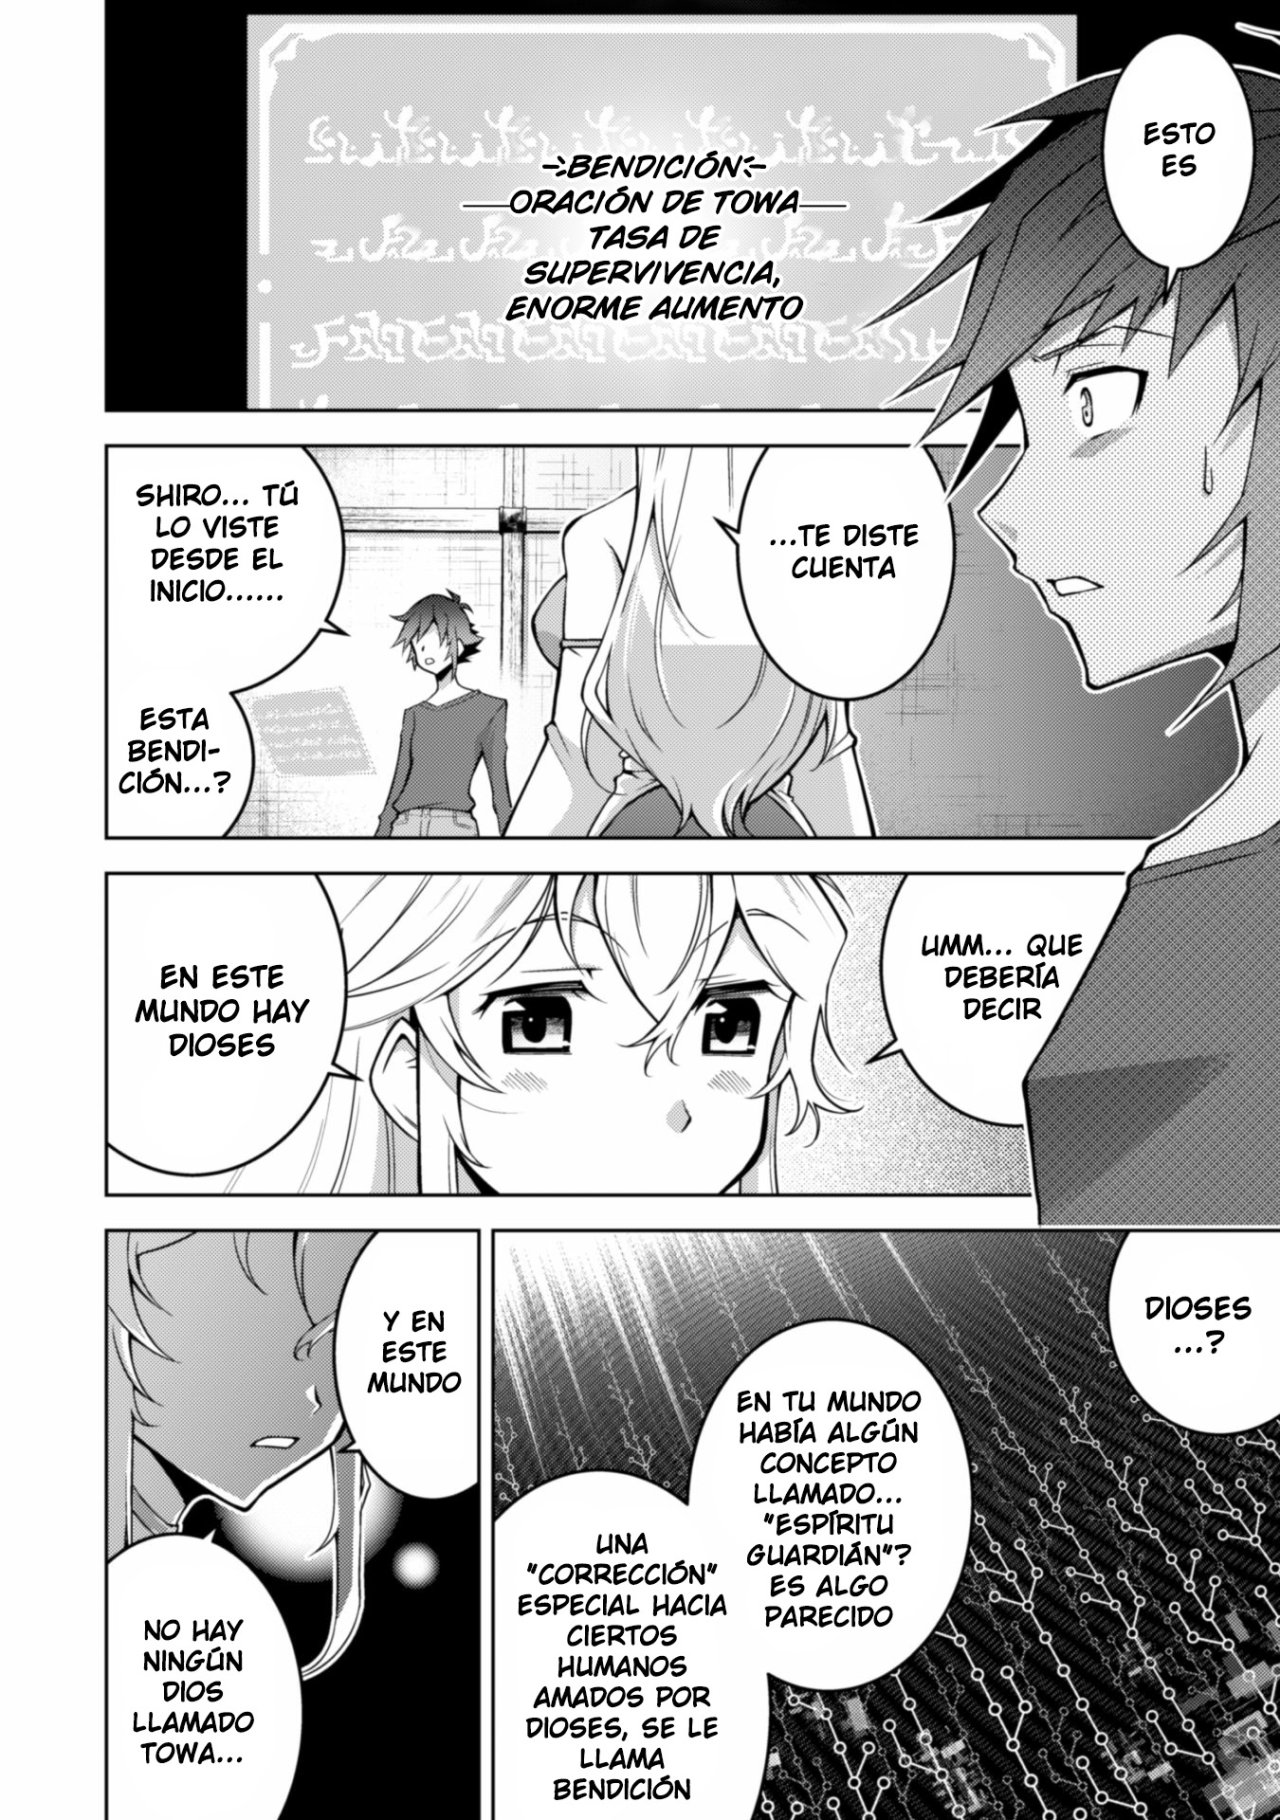 ESTO
ES
BENDICIÓN
ORACIÓN DE TOWA
TASA DE
SUPERVIVENCIA,
ENORME AUMENTO
...TE DISTE
CUENTA
SHIRO... TÚ
LO VISTE
DESDE EL
INICIO......
ESTA
BENDI-
CIÓN...?
UMM... QUE
DEBERÍA
DECIR
EN ESTE
MUNDO HAY
DIOSES
DIOSES
...?
EN TU MUNDO
HABÍA ALGÚN
CONCEPTO
LLAMADO...
"ESPÍRITU
GUARDIÁN"?
ES ALGO
PARECIDO
UNA
"CORRECCIÓN"
ESPECIAL HACIA
CIERTOS
HUMANOS
AMADOS POR
DIOSES, SE LE
LLAMA
BENDICIÓN
Y EN
ESTE
MUNDO
NO HAY
NINGÚN
DIOS
LLAMADO
TOWA...